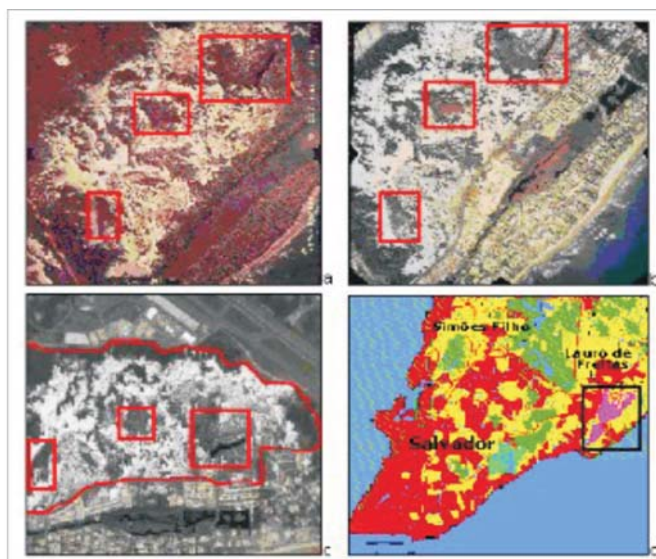 a
b
c
Simões Filho
Lauro de
Freitas
Salvador
d